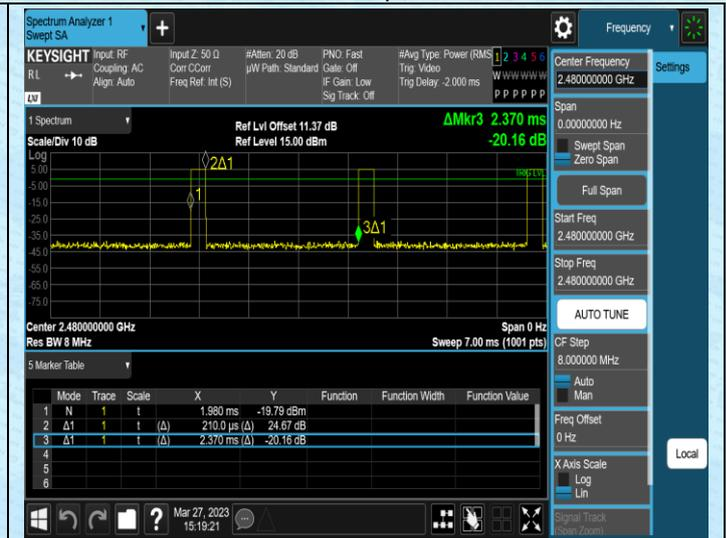 Spectrum Analyzer 1
Swept SA
Frequency
KEYSIGHT
RL
LXI
Input: RF
Coupling: AC
Align: Auto
Input Z: 50 Ω
Corr CCorr
Freq Ref: Int (S)
#Atten: 20 dB
µW Path: Standard
PNO: Fast
Gate: Off
IF Gain: Low
Sig Track: Off
#Avg Type: Power (RMS
Trig: Video
Trig Delay: -2.000 ms
1 2 3 4 5 6
W W W W W W
P P P P P P
1 Spectrum
Scale/Div 10 dB
Ref Lvl Offset 11.37 dB
Ref Level 15.00 dBm
ΔMkr3 2.370 ms
-20.16 dB
Log
5.00
-5.00
-15.0
-25.0
-35.0
-45.0
-55.0
-65.0
-75.0
2Δ1
1
3Δ1
TRIG LVL
Center 2.480000000 GHz
Res BW 8 MHz
Span 0 Hz
Sweep 7.00 ms (1001 pts)
5 Marker Table
Mode Trace Scale X Y Function Function Width Function Value
1 N 1 t 1.980 ms -19.79 dBm
2 Δ1 1 t (Δ) 210.0 µs (Δ) 24.67 dB
3 Δ1 1 t (Δ) 2.370 ms (Δ) -20.16 dB
4
5
6
Mar 27, 2023
15:19:21
Center Frequency
2.480000000 GHz
Span
0.00000000 Hz
Swept Span
Zero Span
Full Span
Start Freq
2.480000000 GHz
Stop Freq
2.480000000 GHz
AUTO TUNE
CF Step
8.000000 MHz
Auto
Man
Freq Offset
0 Hz
X Axis Scale
Log
Lin
Signal Track
(Span Zoom)
Settings
Local